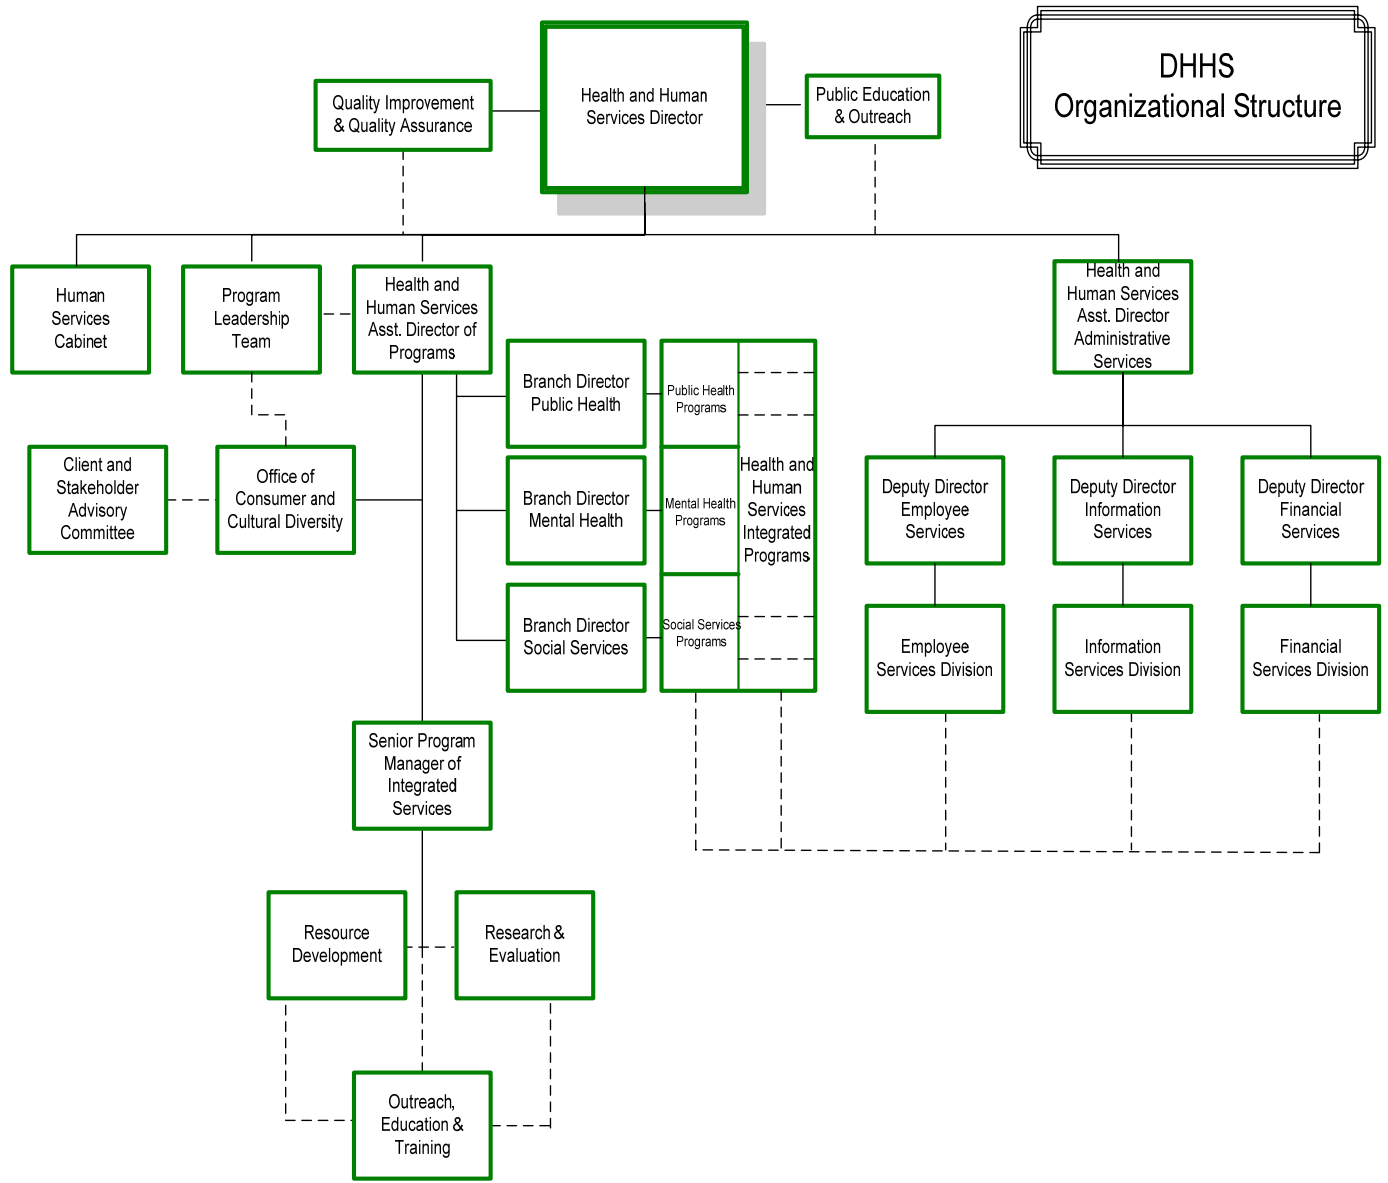 DHHS
Organizational Structure
Health and Human
Services Director
Quality Improvement
& Quality Assurance
Public Education
& Outreach
Human
Services
Cabinet
Program
Leadership
Team
Health and
Human Services
Asst. Director of
Programs
Health and
Human Services
Asst. Director
Administrative
Services
Branch Director
Public Health
Public Health
Programs
Client and
Stakeholder
Advisory
Committee
Office of
Consumer and
Cultural Diversity
Branch Director
Mental Health
Mental Health
Programs
Health and
Human
Services
Integrated
Programs
Deputy Director
Employee
Services
Deputy Director
Information
Services
Deputy Director
Financial
Services
Branch Director
Social Services
Social Services
Programs
Employee
Services Division
Information
Services Division
Financial
Services Division
Senior Program
Manager of
Integrated
Services
Resource
Development
Research &
Evaluation
Outreach,
Education &
Training